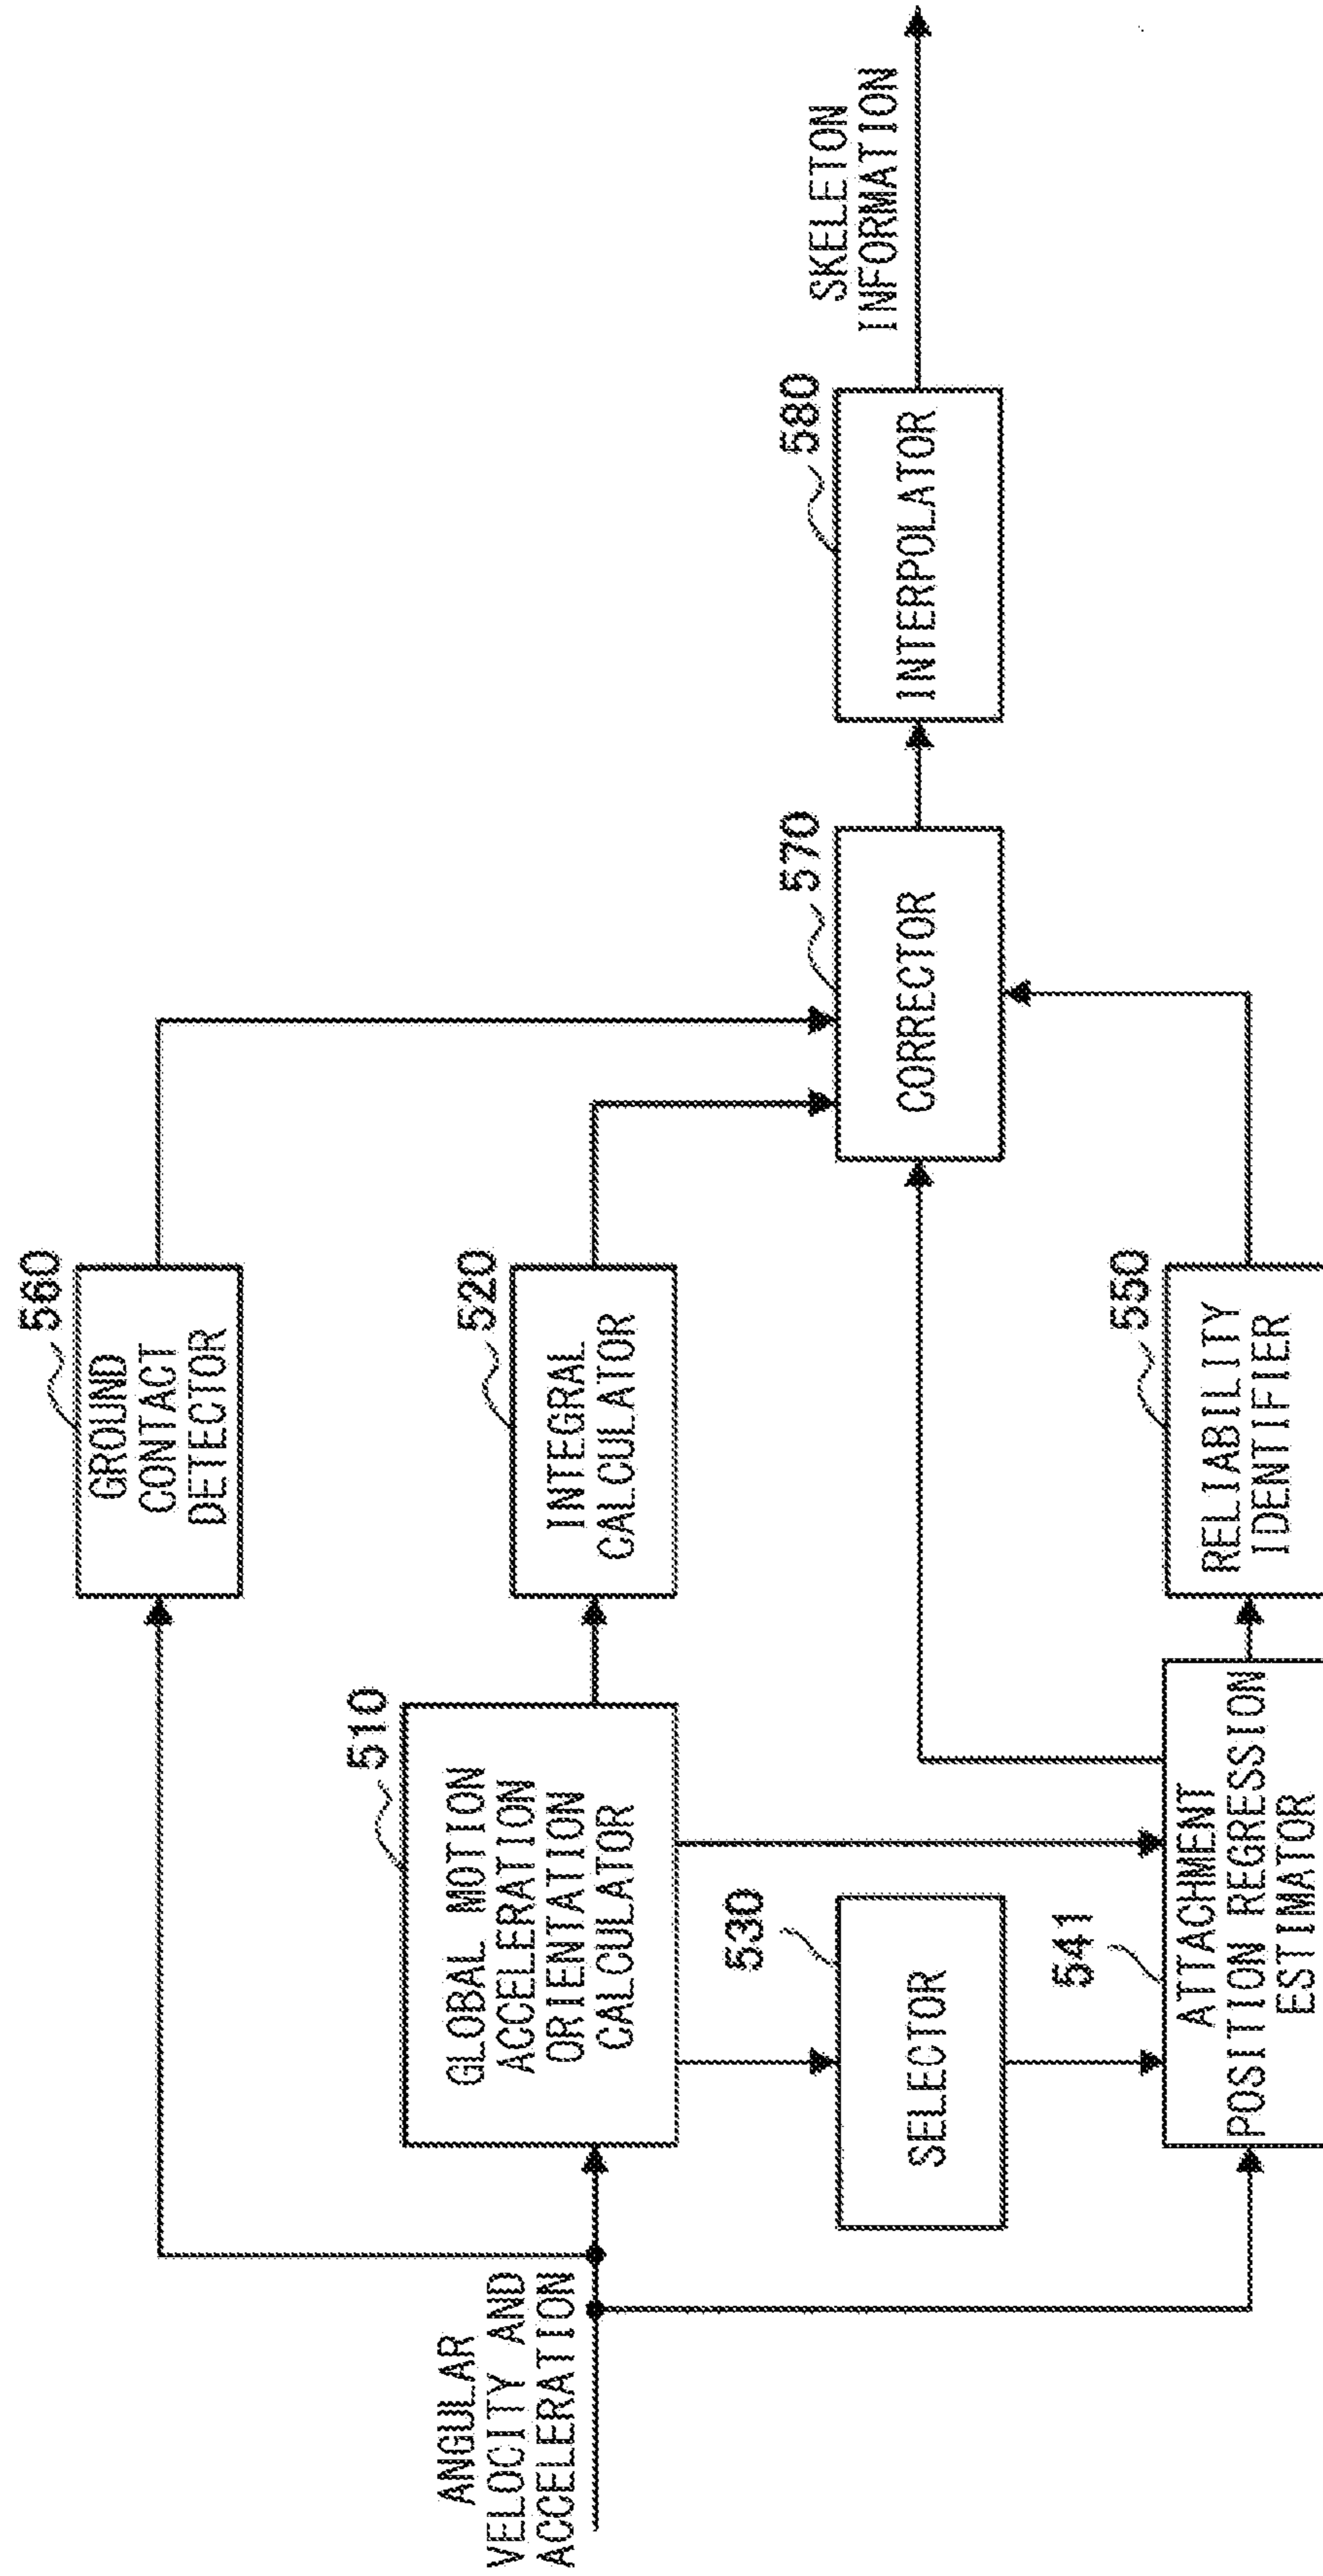 ANGULAR
VELOCITY AND
ACCELERATION
560
GROUND
CONTACT
DETECTOR
510
GLOBAL MOTION
ACCELERATION
ORIENTATION
CALCULATOR
520
INTEGRAL
CALCULATOR
530
SELECTOR
541
ATTACHMENT
POSITION REGRESSION
ESTIMATOR
550
RELIABILITY
IDENTIFIER
570
CORRECTOR
580
INTERPOLATOR
SKELETON
INFORMATION